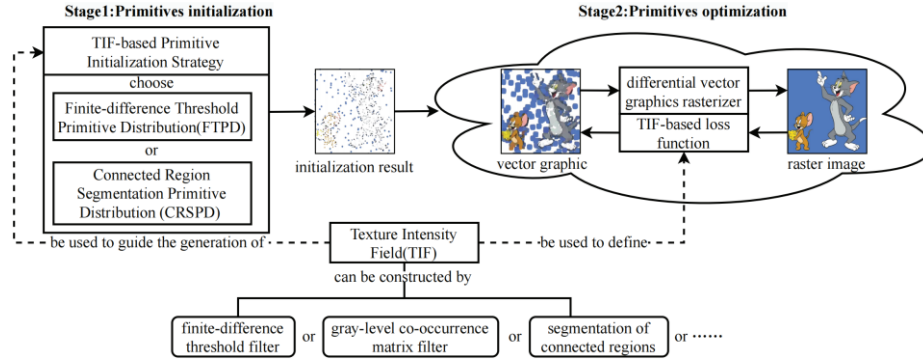 Stage1:Primitives initialization
Stage2:Primitives optimization
TIF-based Primitive
Initialization Strategy
choose
Finite-difference Threshold
Primitive Distribution(FTPD)
or
Connected Region
Segmentation Primitive
Distribution (CRSPD)
initialization result
vector graphic
differential vector
graphics rasterizer
TIF-based loss
function
raster image
be used to guide the generation of
Texture Intensity
Field(TIF)
be used to define
can be constructed by
finite-difference
threshold filter
or
gray-level co-occurrence
matrix filter
or
segmentation of
connected regions
or ······